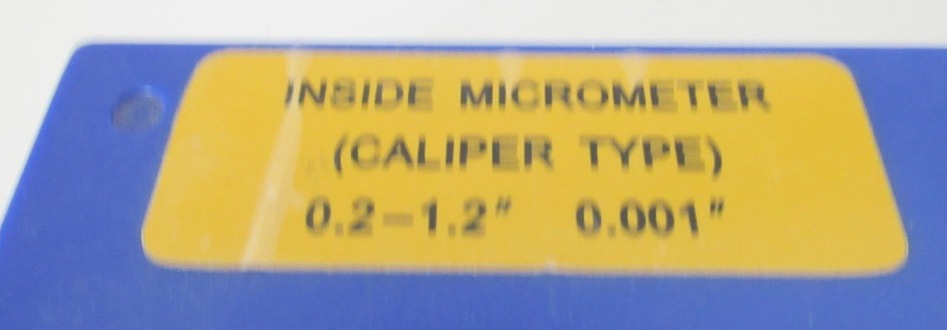 INSIDE MICROMETER
(CALIPER TYPE)
0.2-1.2" 0.001"